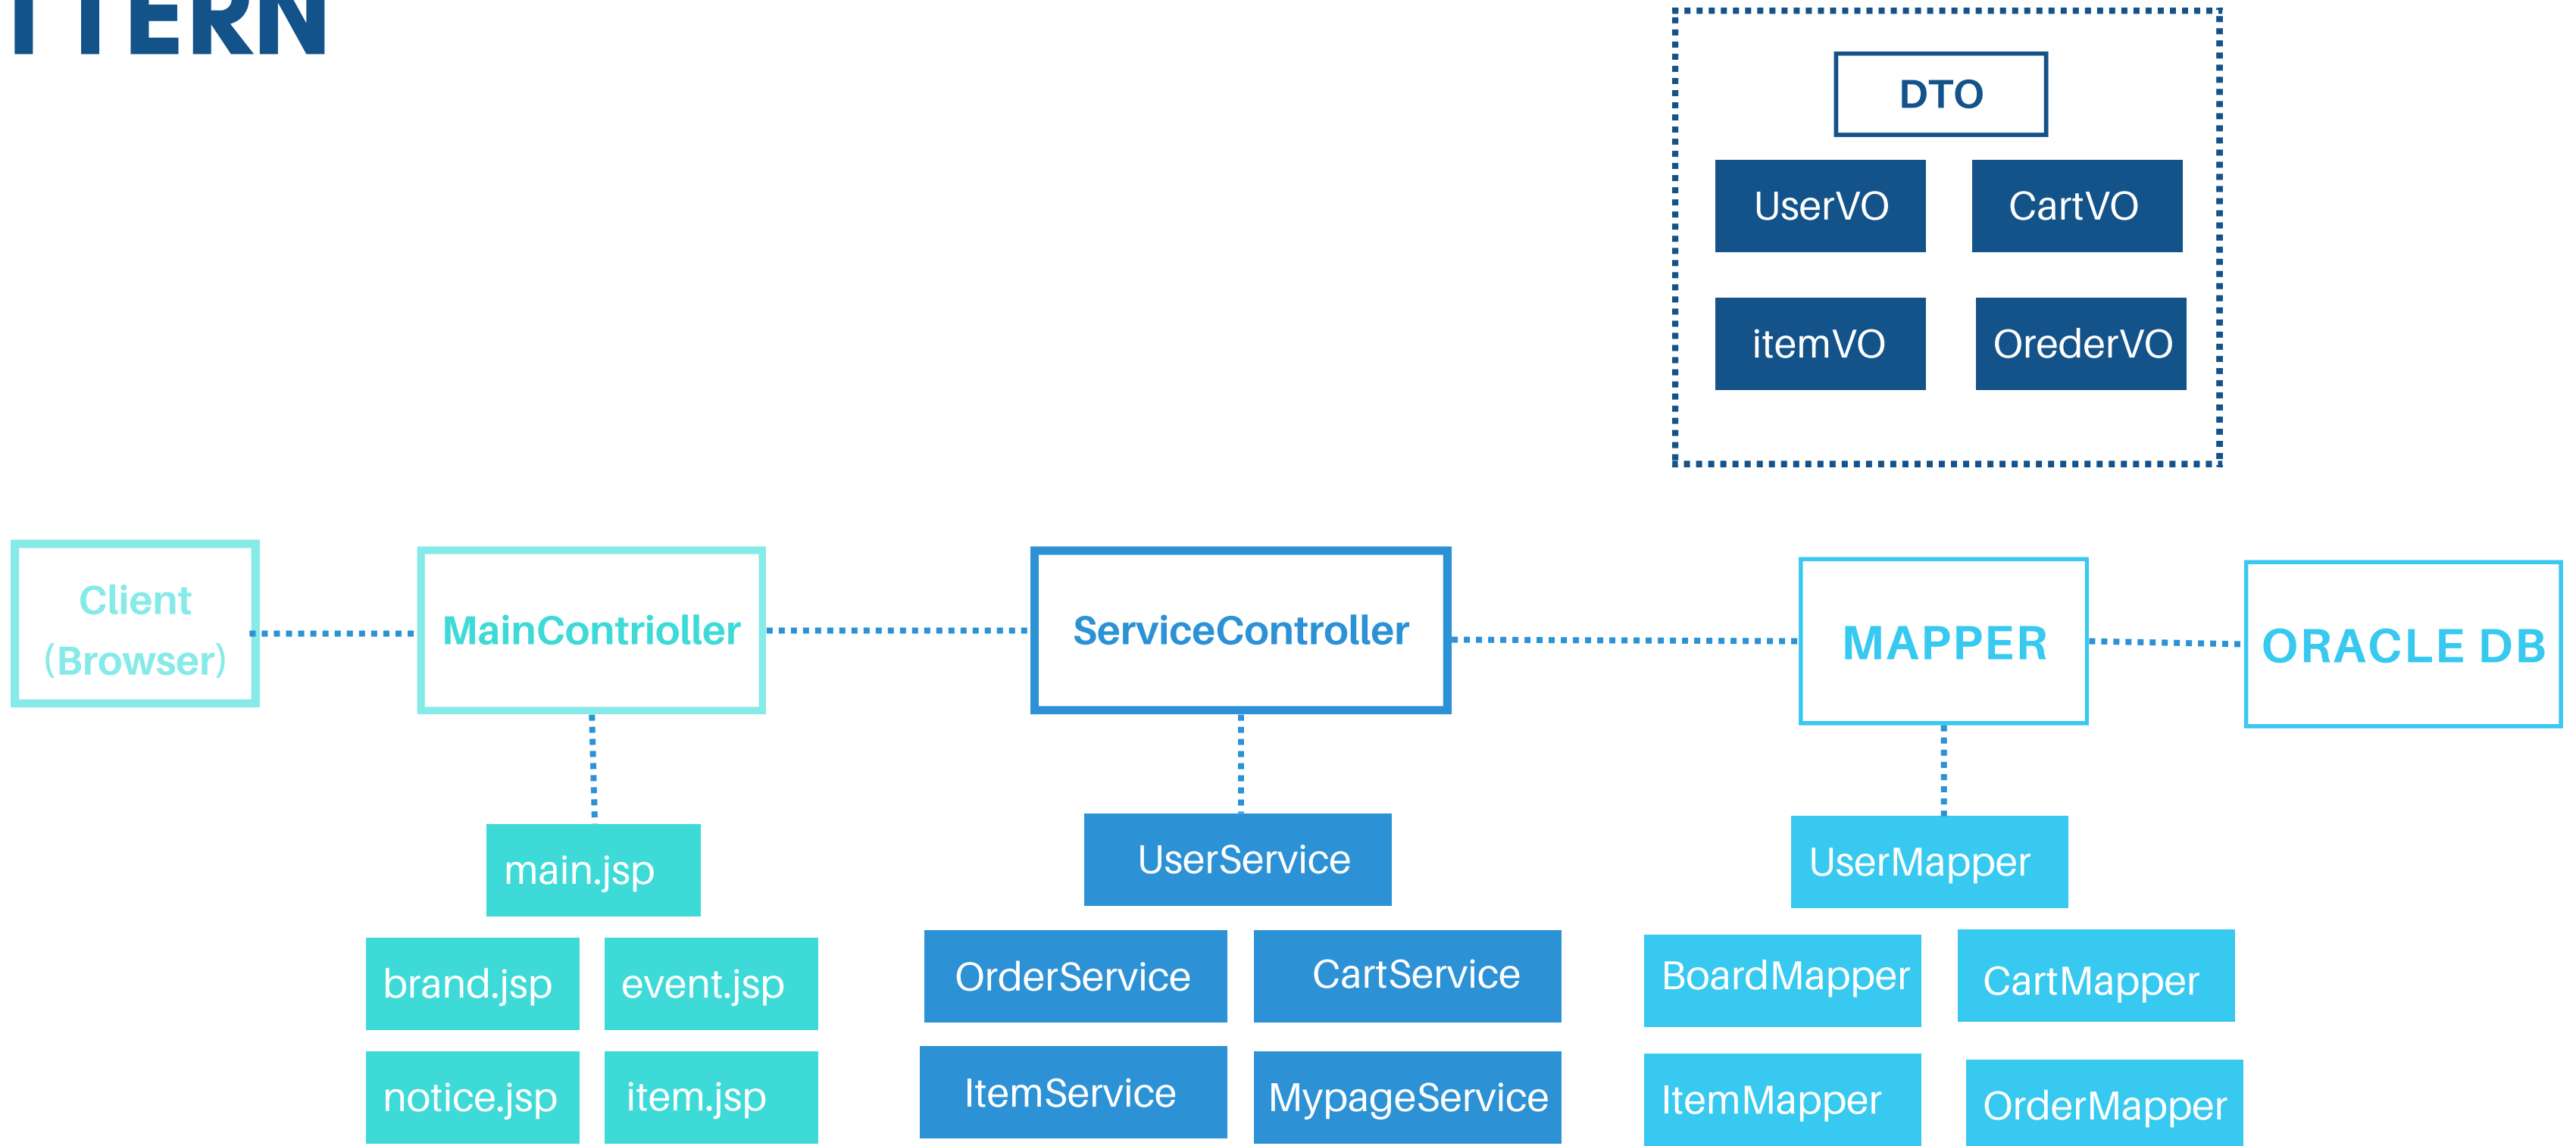 TTERN
DTO
UserVO
CartVO
itemVO
OrederVO
Client
(Browser)
MainContrioller
ServiceController
MAPPER
ORACLE DB
main.jsp
brand.jsp
event.jsp
notice.jsp
item.jsp
UserService
OrderService
CartService
ItemService
MypageService
UserMapper
BoardMapper
CartMapper
ItemMapper
OrderMapper